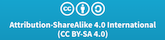 Attribution-ShareAlike 4.0 International
(CC BY-SA 4.0)